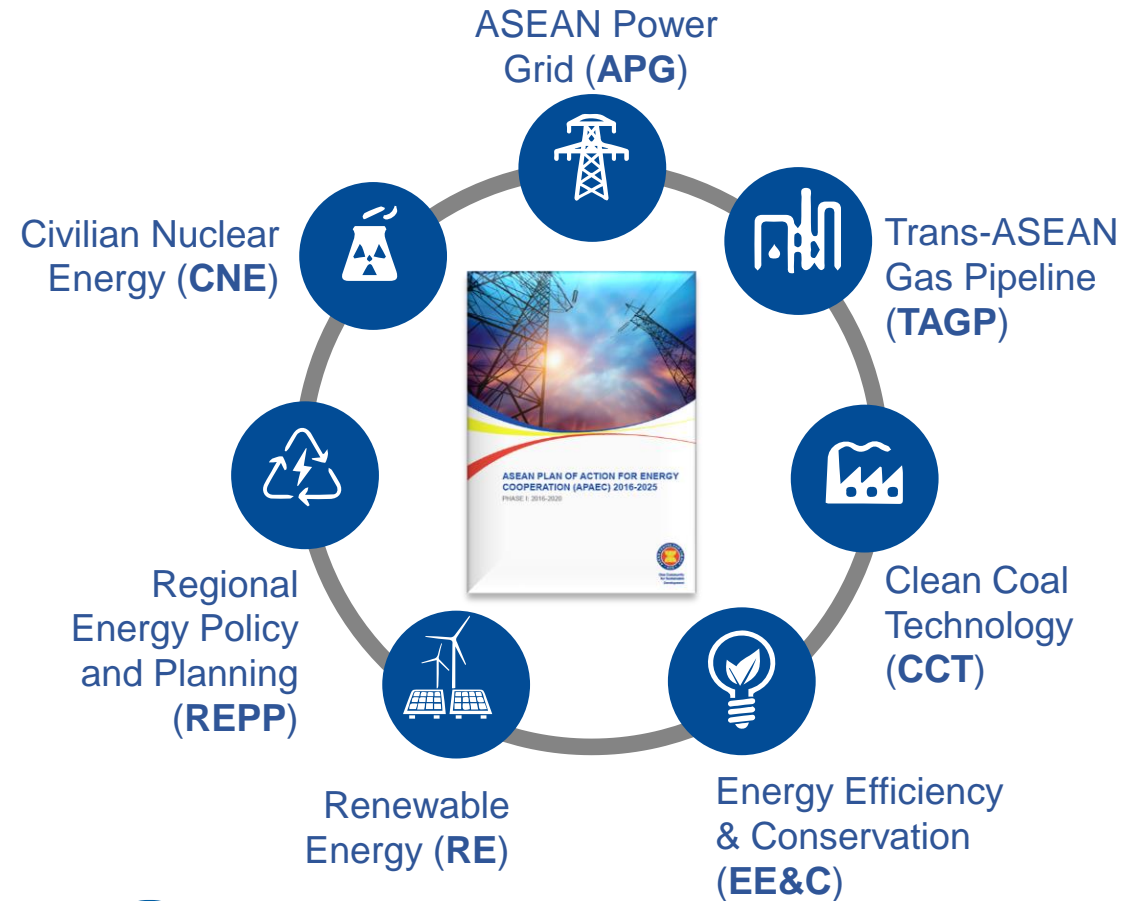 ASEAN Power
Grid (APG)
Trans-ASEAN
Gas Pipeline
(TAGP)
Clean Coal
Technology
(CCT)
Energy Efficiency
& Conservation
(EE&C)
Renewable
Energy (RE)
Regional
Energy Policy
and Planning
(REPP)
Civilian Nuclear
Energy (CNE)
ASEAN PLAN OF ACTION FOR ENERGY
COOPERATION (APAEC) 2016-2025
PHASE I: 2016-2020